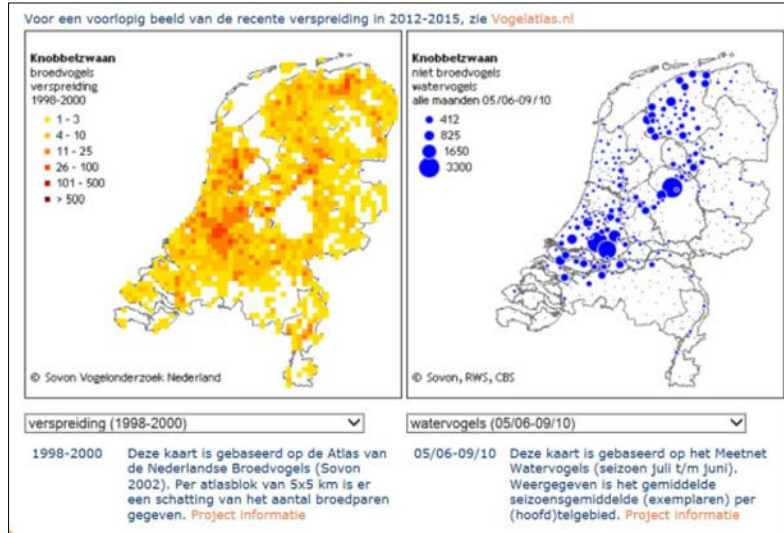 Voor een voorlopig beeld van de recente verspreiding in 2012-2015, zie Vogelatlas.nl
Knobbelzwaan
broedvogels
verspreiding
1998-2000
1 - 3
4 - 10
11 - 25
26 - 100
101 - 500
> 500
© Sovon Vogelonderzoek Nederland
Knobbelzwaan
niet broedvogels
watervogels
alle maanden 05/06-09/10
412
825
1650
3300
© Sovon, RWS, CBS
verspreiding (1998-2000)
watervogels (05/06-09/10)
1998-2000
Deze kaart is gebaseerd op de Atlas van
de Nederlandse Broedvogels (Sovon
2002). Per atlasblok van 5x5 km is er
een schatting van het aantal broedparen
gegeven. Project informatie
05/06-09/10
Deze kaart is gebaseerd op het Meetnet
Watervogels (seizoen juli t/m juni).
Weergegeven is het gemiddelde
seizoensgemiddelde (exemplaren) per
(hoofd)telgebied. Project informatie